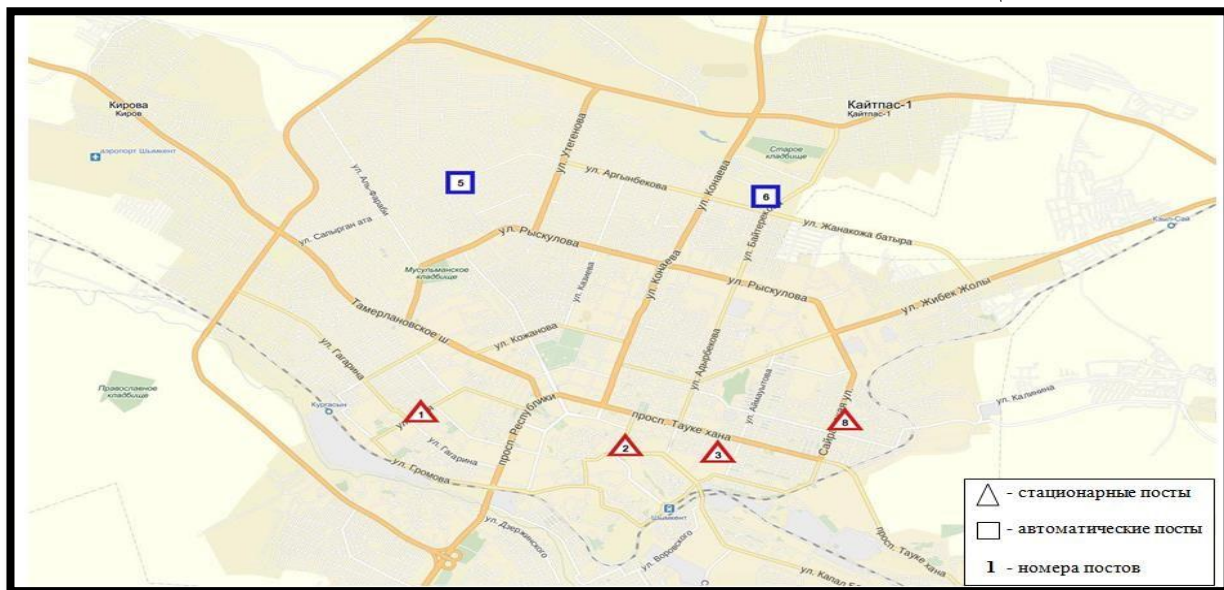 Кирова
Киров
аэропорт Шымкент
Кайтпас-1
Қайтпас-1
Старое
кладбище
ул. Утегенова
ул. Аргынбекова
ул. Конаева
ул. Аль-Фараби
5
6
ул. Байтерекова
ул. Жанакожа батыра
ул. Сайрыган ата
ул. Рыскулова
Мусульманское
кладбище
ул. Казиева
ул. Конаева
ул. Рыскулова
ул. Жибек Жолы
Тамерлановское ш.
ул. Кожанова
ул. Гагарина
ул. Адырбекова
ул. Аймаутова
Православное
кладбище
Кургасын
ул. Калинина
1
просп. Республики
просп. Тауке хана
8
ул. Гагарина
2
3
ул. Громова
Шымкент
ул. Дзержинского
ул. Воровского
просп. Тауке хана
△ - стационарные посты
□ - автоматические посты
1 - номера постов